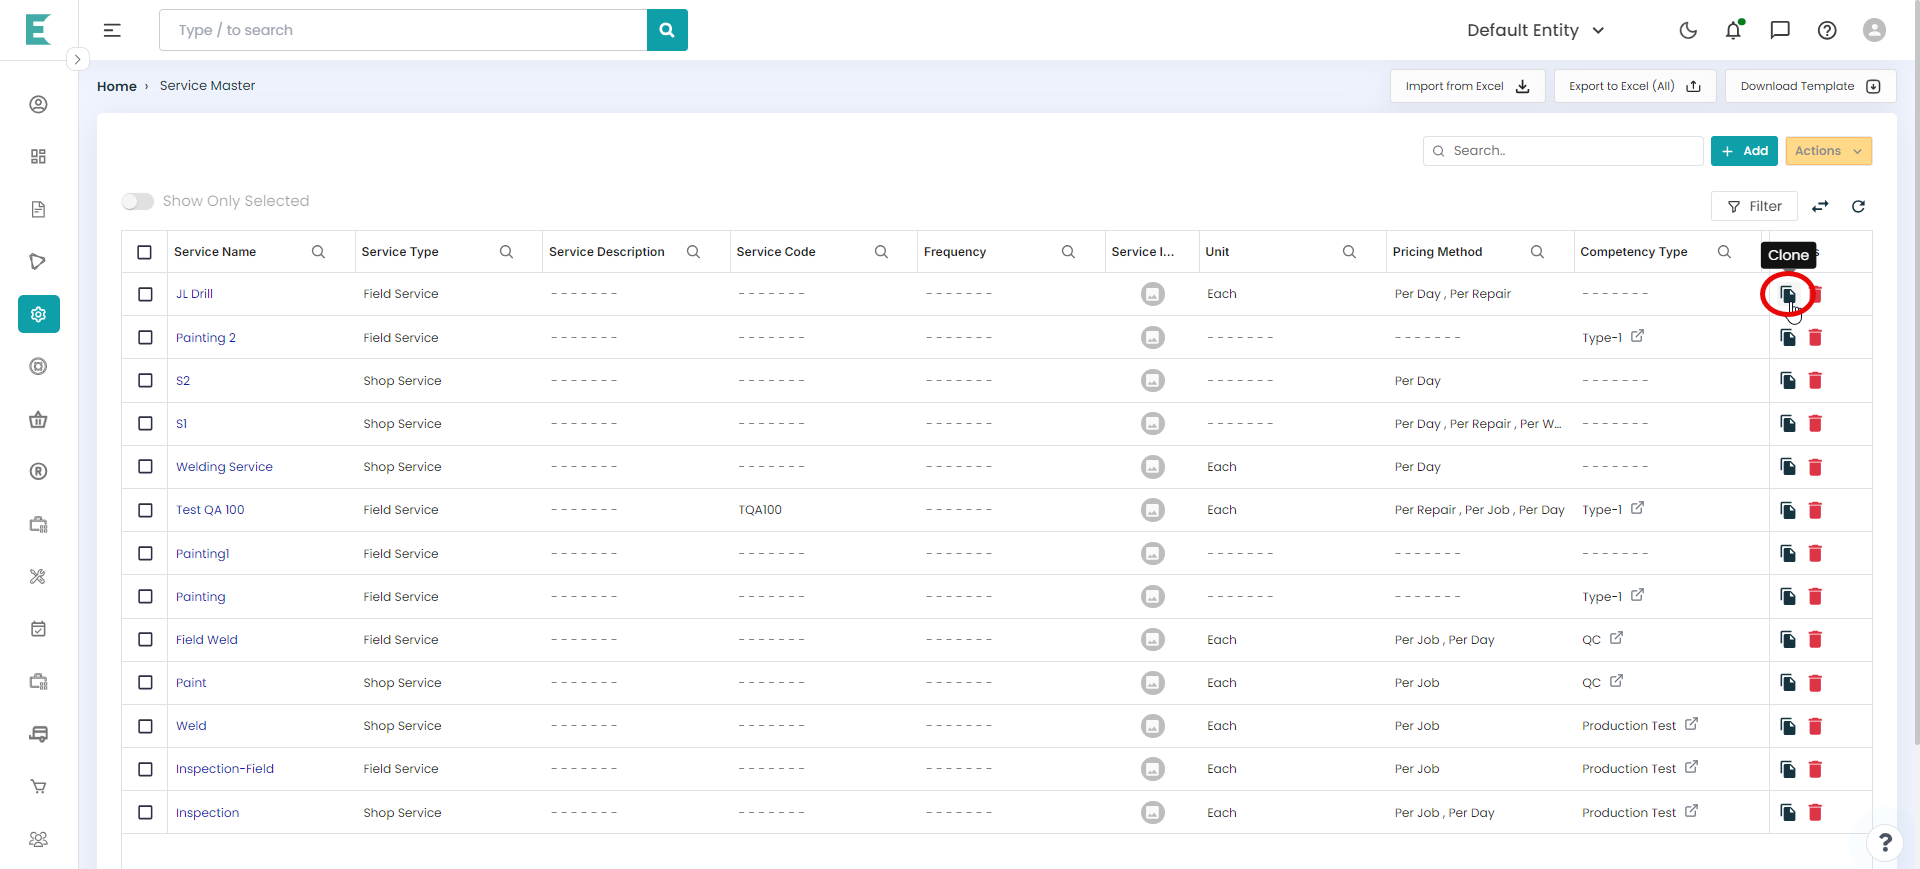 Type / to search
Default Entity
Home › Service Master
Import from Excel
Export to Excel (All)
Download Template
Search..
+ Add
Actions
Show Only Selected
Filter
Service Name Service Type Service Description Service Code Frequency Service I... Unit Pricing Method Competency Type
Clone
JL Drill Field Service ------- ------- ------- Each Per Day , Per Repair -------
Painting 2 Field Service ------- ------- ------- ------- ------- Type-1
S2 Shop Service ------- ------- ------- ------- Per Day -------
S1 Shop Service ------- ------- ------- ------- Per Day , Per Repair , Per W... -------
Welding Service Shop Service ------- ------- ------- Each Per Day -------
Test QA 100 Field Service ------- TQA100 ------- Each Per Repair , Per Job , Per Day Type-1
Painting1 Field Service ------- ------- ------- ------- ------- -------
Painting Field Service ------- ------- ------- ------- ------- Type-1
Field Weld Field Service ------- ------- ------- Each Per Job , Per Day QC
Paint Shop Service ------- ------- ------- Each Per Job QC
Weld Shop Service ------- ------- ------- Each Per Job Production Test
Inspection-Field Field Service ------- ------- ------- Each Per Job Production Test
Inspection Shop Service ------- ------- ------- Each Per Job , Per Day Production Test
?